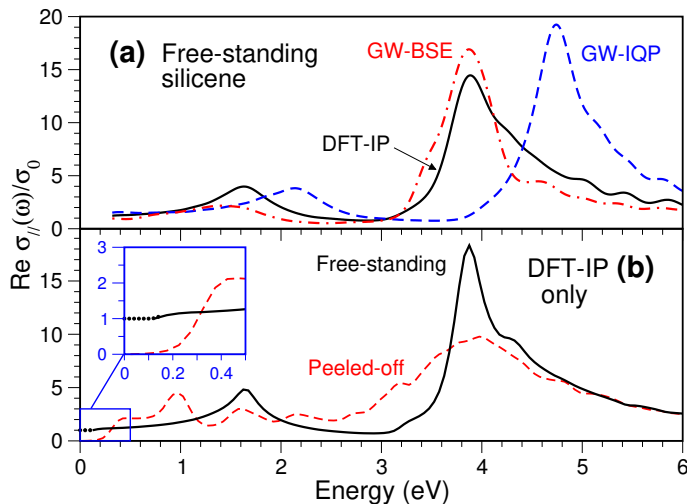 20
15
10
5
0
(a)
Free-standing
silicene
GW-BSE
GW-IQP
DFT-IP
Re σ//(ω)/σ0
15
10
5
0
3
2
1
0
0
0.2
0.4
Free-standing
DFT-IP (b)
only
Peeled-off
0
1
2
3
4
5
6
Energy (eV)